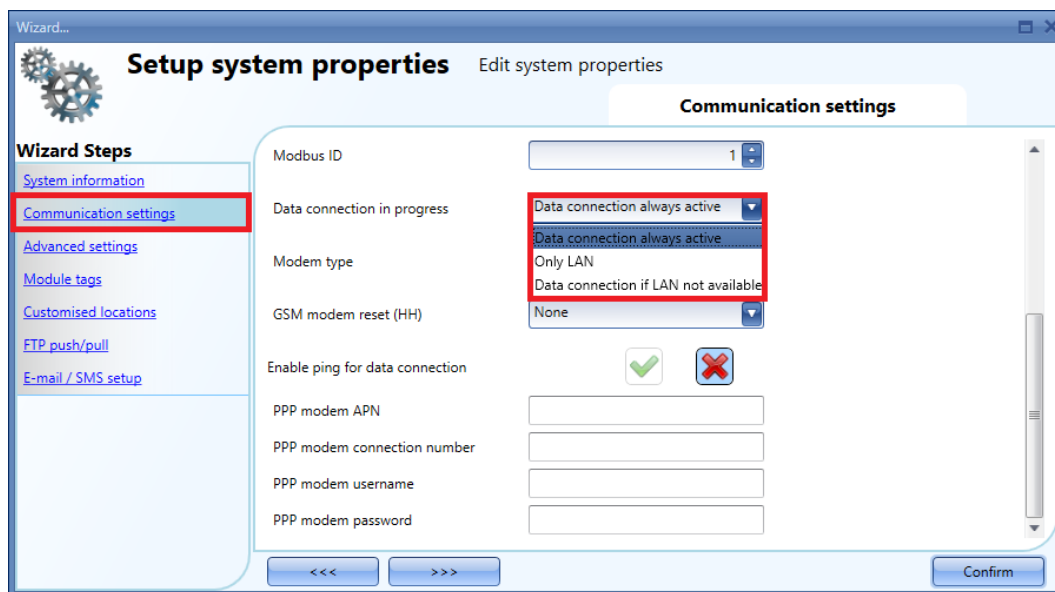 Wizard...
Setup system properties Edit system properties
Communication settings
Wizard Steps
System information
Communication settings
Advanced settings
Module tags
Customised locations
FTP push/pull
E-mail / SMS setup
Modbus ID 1
Data connection in progress Data connection always active
Data connection always active
Modem type Only LAN
Data connection if LAN not available
GSM modem reset (HH) None
Enable ping for data connection
PPP modem APN
PPP modem connection number
PPP modem username
PPP modem password
<<< >>> Confirm